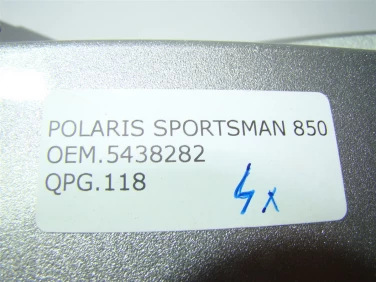 POLARIS SPORTSMAN 850
OEM.5438282
QPG.118
4x